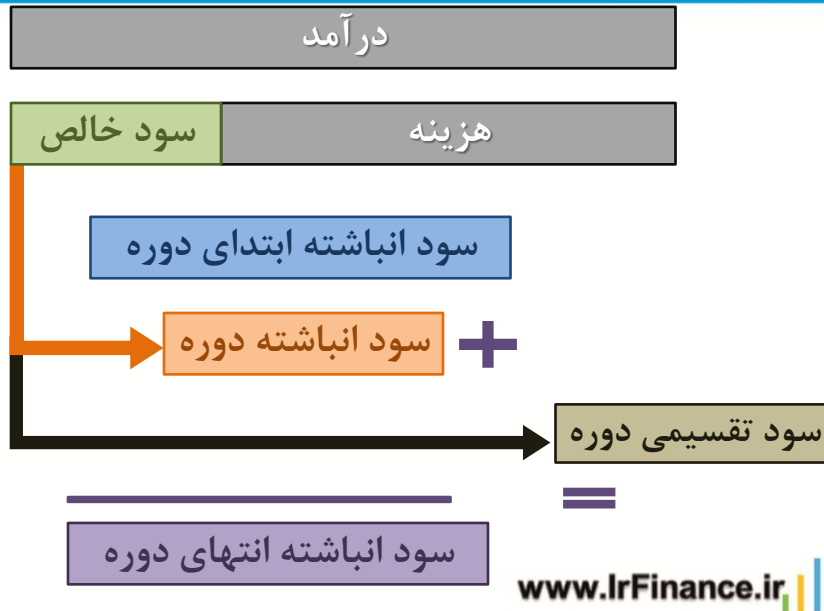 درآمد
هزینه
سود خالص
سود انباشته ابتدای دوره
+ سود انباشته دوره
سود تقسیمی دوره
=
سود انباشته انتهای دوره
www.IrFinance.ir